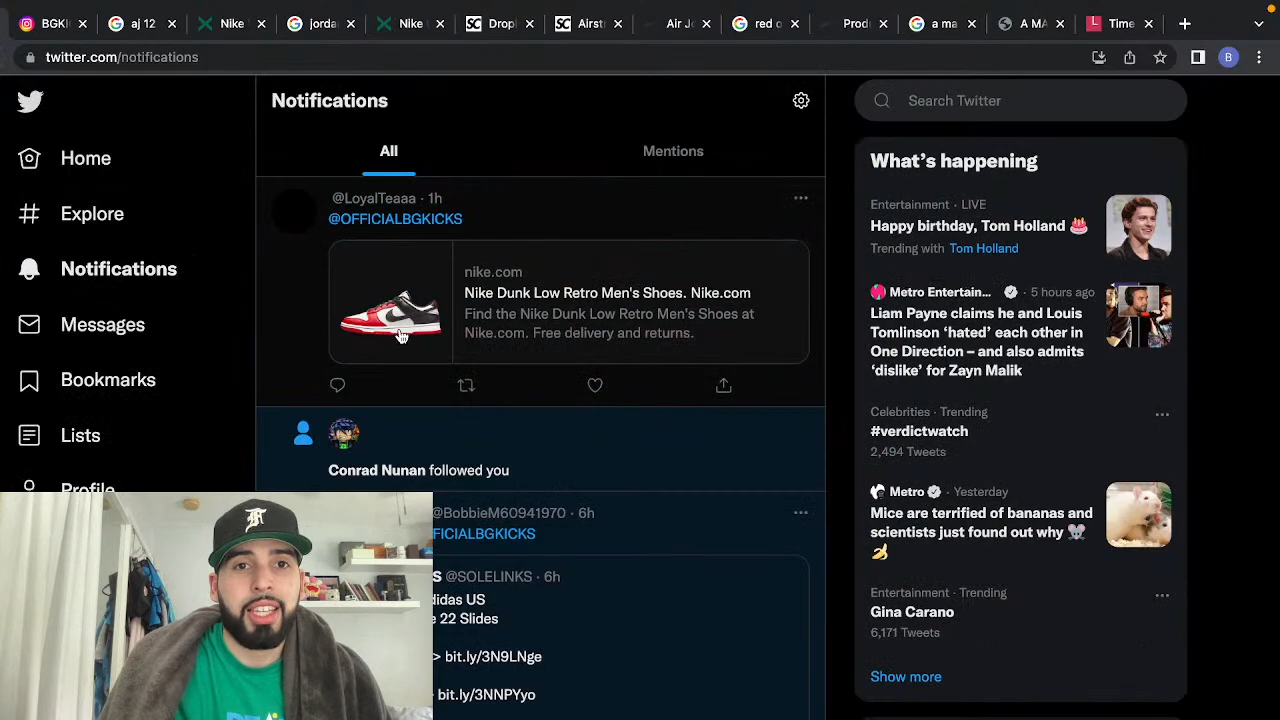 BGKI
aj 12
Nike
jorda
Nike
SC
Drop
SC
Airst
Air Jo
red o
Prod
a ma
A MA
L
Time
twitter.com/notifications
B
Home
Explore
Notifications
Messages
Bookmarks
Lists
Profile
Notifications
All
Mentions
@LoyalTeaaa · 1h
@OFFICIALBGKICKS
nike.com
Nike Dunk Low Retro Men's Shoes. Nike.com
Find the Nike Dunk Low Retro Men's Shoes at
Nike.com. Free delivery and returns.
Conrad Nunan followed you
@BobbieM60941970 · 6h
FICIALBGKICKS
S @SOLELINKS · 6h
didas US
e 22 Slides
> bit.ly/3N9LNge
bit.ly/3NNPYyo
Search Twitter
What's happening
Entertainment · LIVE
Happy birthday, Tom Holland 🎂
Trending with Tom Holland
Metro Entertain... · 5 hours ago
Liam Payne claims he and Louis
Tomlinson 'hated' each other in
One Direction – and also admits
'dislike' for Zayn Malik
Celebrities · Trending
#verdictwatch
2,494 Tweets
Metro · Yesterday
Mice are terrified of bananas and
scientists just found out why 🐭
🍌
Entertainment · Trending
Gina Carano
6,171 Tweets
Show more